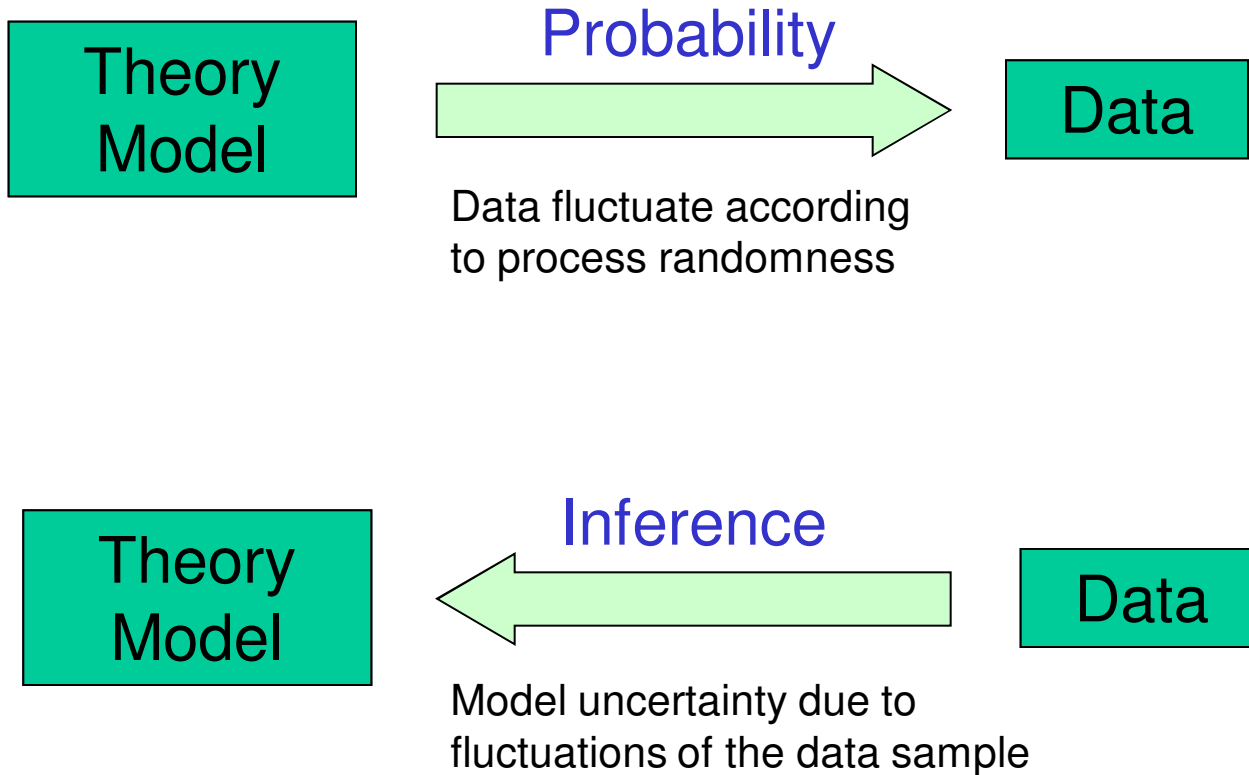 Probability
Theory
Model
Data
Data fluctuate according
to process randomness
Inference
Theory
Model
Data
Model uncertainty due to
fluctuations of the data sample